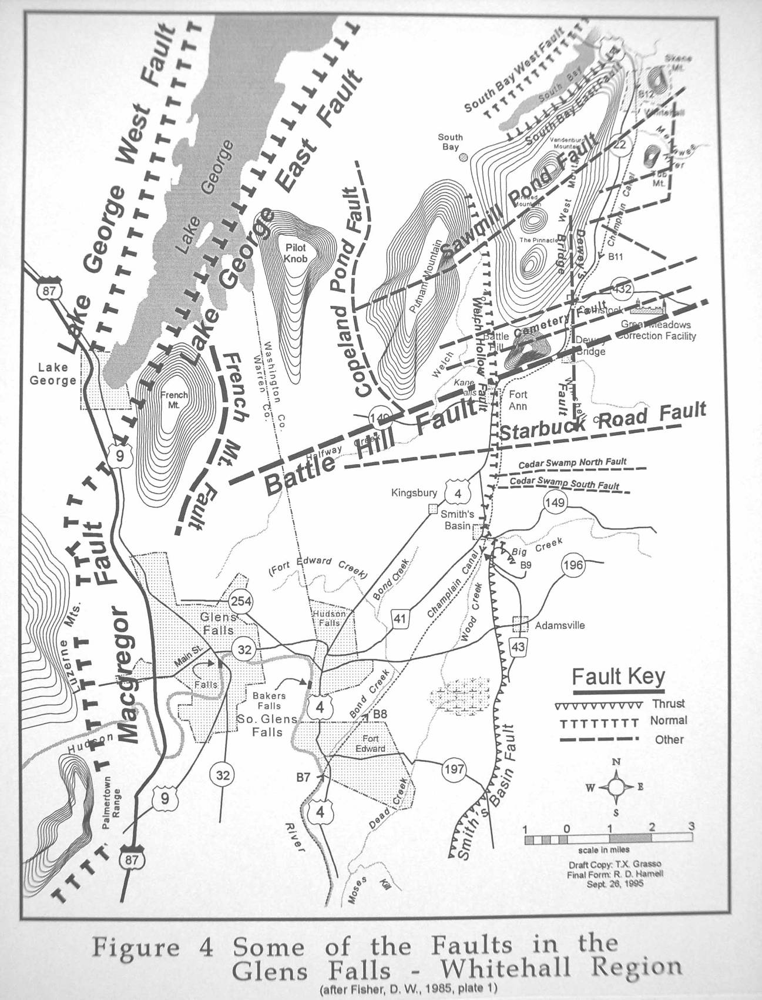 Lake George West Fault
Lake George East Fault
Lake George
South Bay West Fault
South Bay
South Bay East Fault
4
Skene
Mt.
B12
Whitehall
22
South
Bay
Vandenburg
Mountain
Sawmill Pond Fault
West Mountain
Tub
Mt.
Champlain Canal
The Pinnacle
Dewey's
Bridge
Fault
B11
Pilot
Knob
Copeland Pond Fault
Putnam Mountain
87
432
Comstock
Great Meadows
Correction Facility
Cemetery Fault
Battle
Hill
Dewey
Bridge
Welch Hollow Fault
Welch
Washington Co.
Warren Co.
Lake
George
French
Mt.
French Mt. Fault
Kane
Falls
Fort
Ann
149
Halfway Creek
Battle Hill Fault
Starbuck Road Fault
9
Cedar Swamp North Fault
Cedar Swamp South Fault
Kingsbury
4
149
Smith's
Basin
Big Creek
B9
196
(Fort Edward Creek)
Bond Creek
Champlain Canal
Wood Creek
254
Glens
Falls
Hudson
Falls
41
Adamsville
43
32
Main St.
Falls
Luzerne Mts.
Macgregor Fault
Bakers
Falls
So. Glens
Falls
4
Bond Creek
B8
Fort
Edward
Hudson
B7
197
Smith's Basin Fault
32
9
Palmertown
Range
4
Dead Creek
River
87
Moses Kill
Fault Key
Thrust
Normal
Other
N
W E
S
1 0 1 2 3
scale in miles
Draft Copy: T.X. Grasso
Final Form: R. D. Hamell
Sept. 26, 1995
Figure 4 Some of the Faults in the
Glens Falls - Whitehall Region
(after Fisher, D. W., 1985, plate 1)